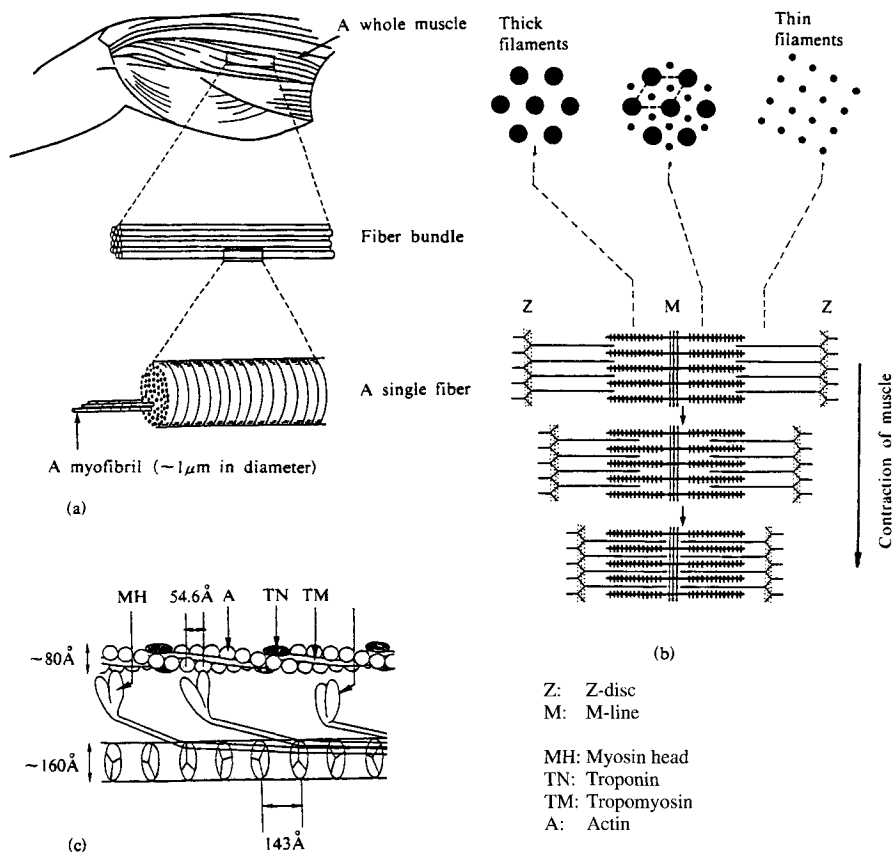 A whole muscle
Fiber bundle
A single fiber
A myofibril (~1μm in diameter)
(a)
Thick
filaments
Thin
filaments
Z
M
Z
Contraction of muscle
(b)
MH
54.6Å
A
TN
TM
~80Å
~160Å
143Å
(c)
Z: Z-disc
M: M-line
MH: Myosin head
TN: Troponin
TM: Tropomyosin
A: Actin